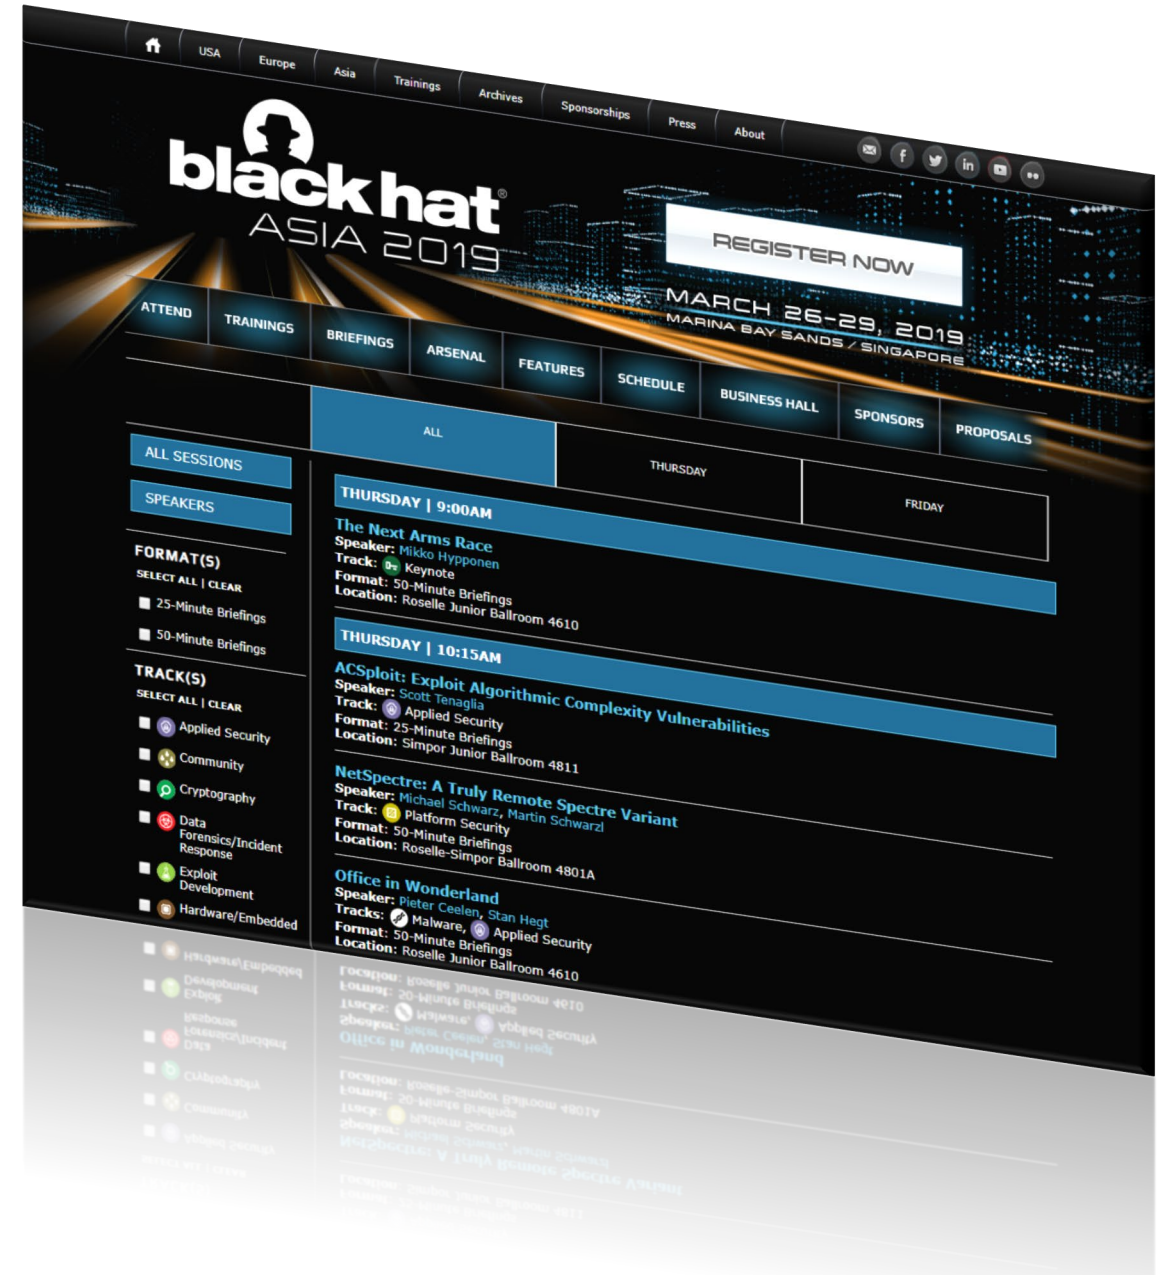 USA
Europe
Asia
Trainings
Archives
Sponsorships
Press
About
black hat®
ASIA 2019
REGISTER NOW
MARCH 26-29, 2019
MARINA BAY SANDS / SINGAPORE
ATTEND
TRAININGS
BRIEFINGS
ARSENAL
FEATURES
SCHEDULE
BUSINESS HALL
SPONSORS
PROPOSALS
ALL
THURSDAY
FRIDAY
ALL SESSIONS
SPEAKERS
FORMAT(S)
SELECT ALL | CLEAR
25-Minute Briefings
50-Minute Briefings
TRACK(S)
SELECT ALL | CLEAR
Applied Security
Community
Cryptography
Data
Forensics/Incident
Response
Exploit
Development
Hardware/Embedded
THURSDAY | 9:00AM
The Next Arms Race
Speaker: Mikko Hypponen
Track: Keynote
Format: 50-Minute Briefings
Location: Roselle Junior Ballroom 4610
THURSDAY | 10:15AM
ACSploit: Exploit Algorithmic Complexity Vulnerabilities
Speaker: Scott Tenaglia
Track: Applied Security
Format: 25-Minute Briefings
Location: Simpor Junior Ballroom 4811
NetSpectre: A Truly Remote Spectre Variant
Speaker: Michael Schwarz, Martin Schwarzl
Track: Platform Security
Format: 50-Minute Briefings
Location: Roselle-Simpor Ballroom 4801A
Office in Wonderland
Speaker: Pieter Ceelen, Stan Hegt
Tracks: Malware, Applied Security
Format: 50-Minute Briefings
Location: Roselle Junior Ballroom 4610